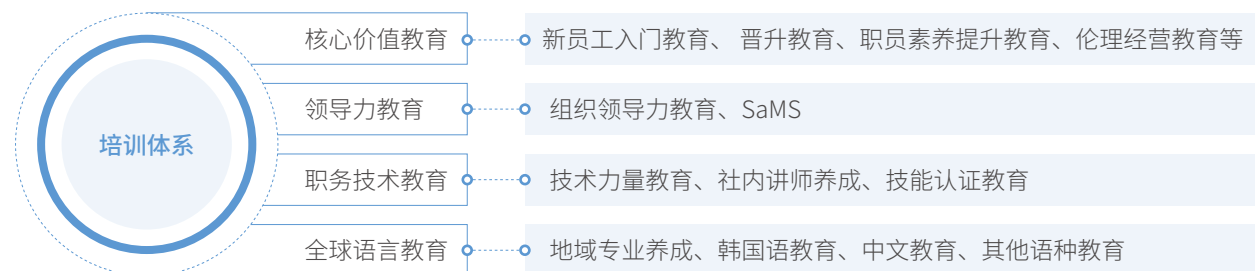 培训体系
核心价值教育 新员工入门教育、 晋升教育、职员素养提升教育、伦理经营教育等
领导力教育 组织领导力教育、SaMS
职务技术教育 技术力量教育、社内讲师养成、技能认证教育
全球语言教育 地域专业养成、韩国语教育、中文教育、其他语种教育